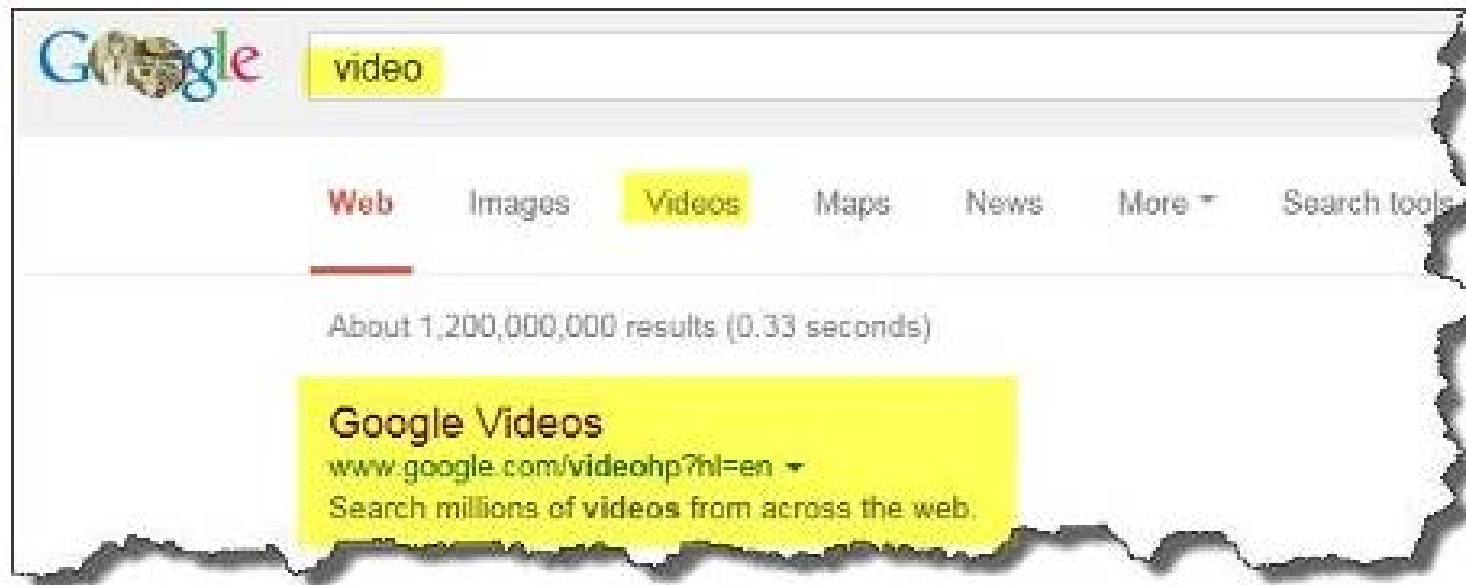 Google
video
Web Images Videos Maps News More Search tools
About 1,200,000,000 results (0.33 seconds)
Google Videos
www.google.com/videohp?hl=en
Search millions of videos from across the web.